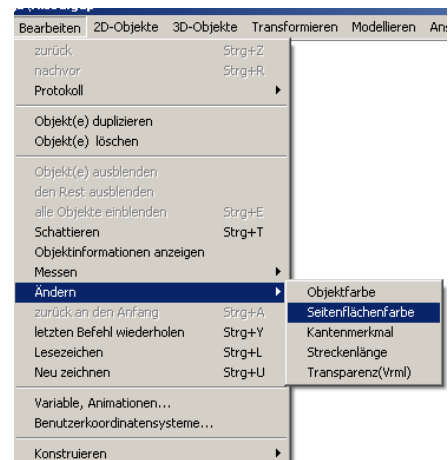 Bearbeiten 2D-Objekte 3D-Objekte Transformieren Modellieren
zurück Strg+Z
nachvor Strg+R
Protokoll
Objekt(e) duplizieren
Objekt(e) löschen
Objekt(e) ausblenden
den Rest ausblenden
alle Objekte einblenden Strg+E
Schattieren Strg+T
Objektinformationen anzeigen
Messen
Ändern
Objektfarbe
zurück an den Anfang Strg+A
Seitenflächenfarbe
letzten Befehl wiederholen Strg+Y
Kantenmerkmal
Lesezeichen Strg+L
Streckenlänge
Neu zeichnen Strg+U
Transparenz(Vrml)
Variable, Animationen...
Benutzerkoordinatensysteme...
Konstruieren